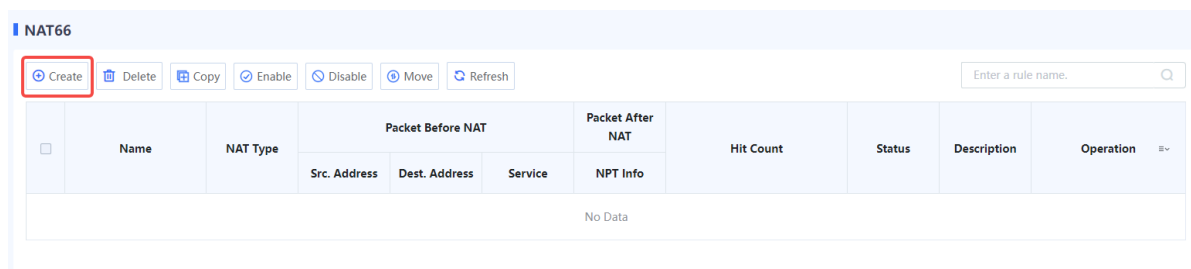 NAT66
Create Delete Copy Enable Disable Move Refresh Enter a rule name.
Name NAT Type Packet Before NAT Packet After NAT Hit Count Status Description Operation
Src. Address Dest. Address Service NPT Info
No Data